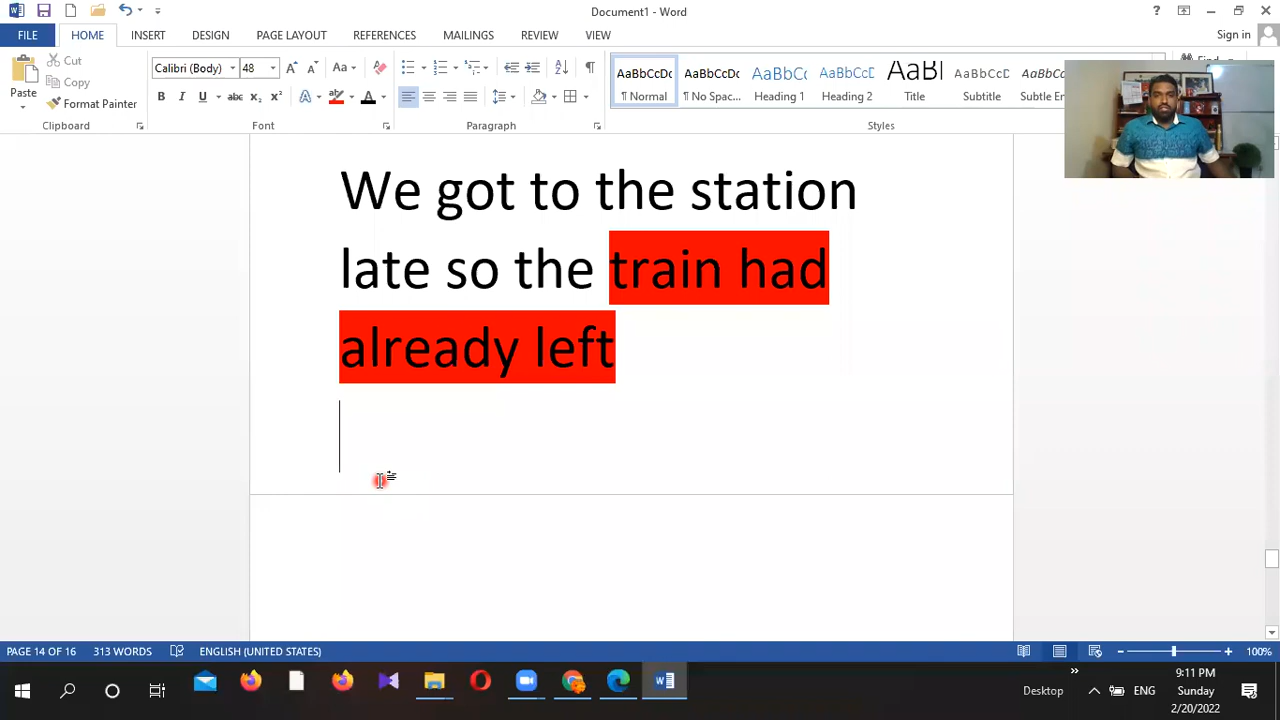 Document1 - Word
FILE HOME INSERT DESIGN PAGE LAYOUT REFERENCES MAILINGS REVIEW VIEW Sign in
Paste Cut Copy Format Painter
Calibri (Body) 48
AaBbCcDc AaBbCcDc AaBbCc AaBbCcC AaBl AaBbCcD
¶ Normal ¶ No Spac... Heading 1 Heading 2 Title Subtitle Subtle Em
Clipboard Font Paragraph Styles
We got to the station
late so the train had
already left
PAGE 14 OF 16 313 WORDS ENGLISH (UNITED STATES) 100%
Desktop ENG
9:11 PM
Sunday
2/20/2022